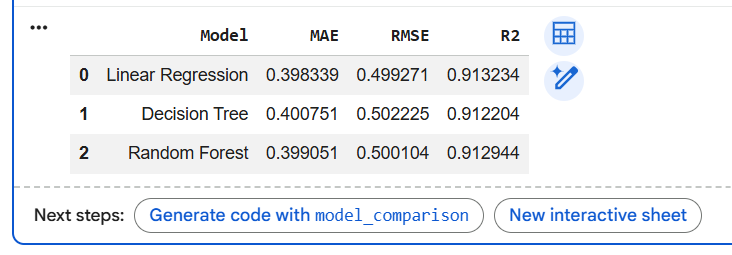 Model MAE RMSE R2
0 Linear Regression 0.398339 0.499271 0.913234
1 Decision Tree 0.400751 0.502225 0.912204
2 Random Forest 0.399051 0.500104 0.912944
Next steps: Generate code with model_comparison New interactive sheet